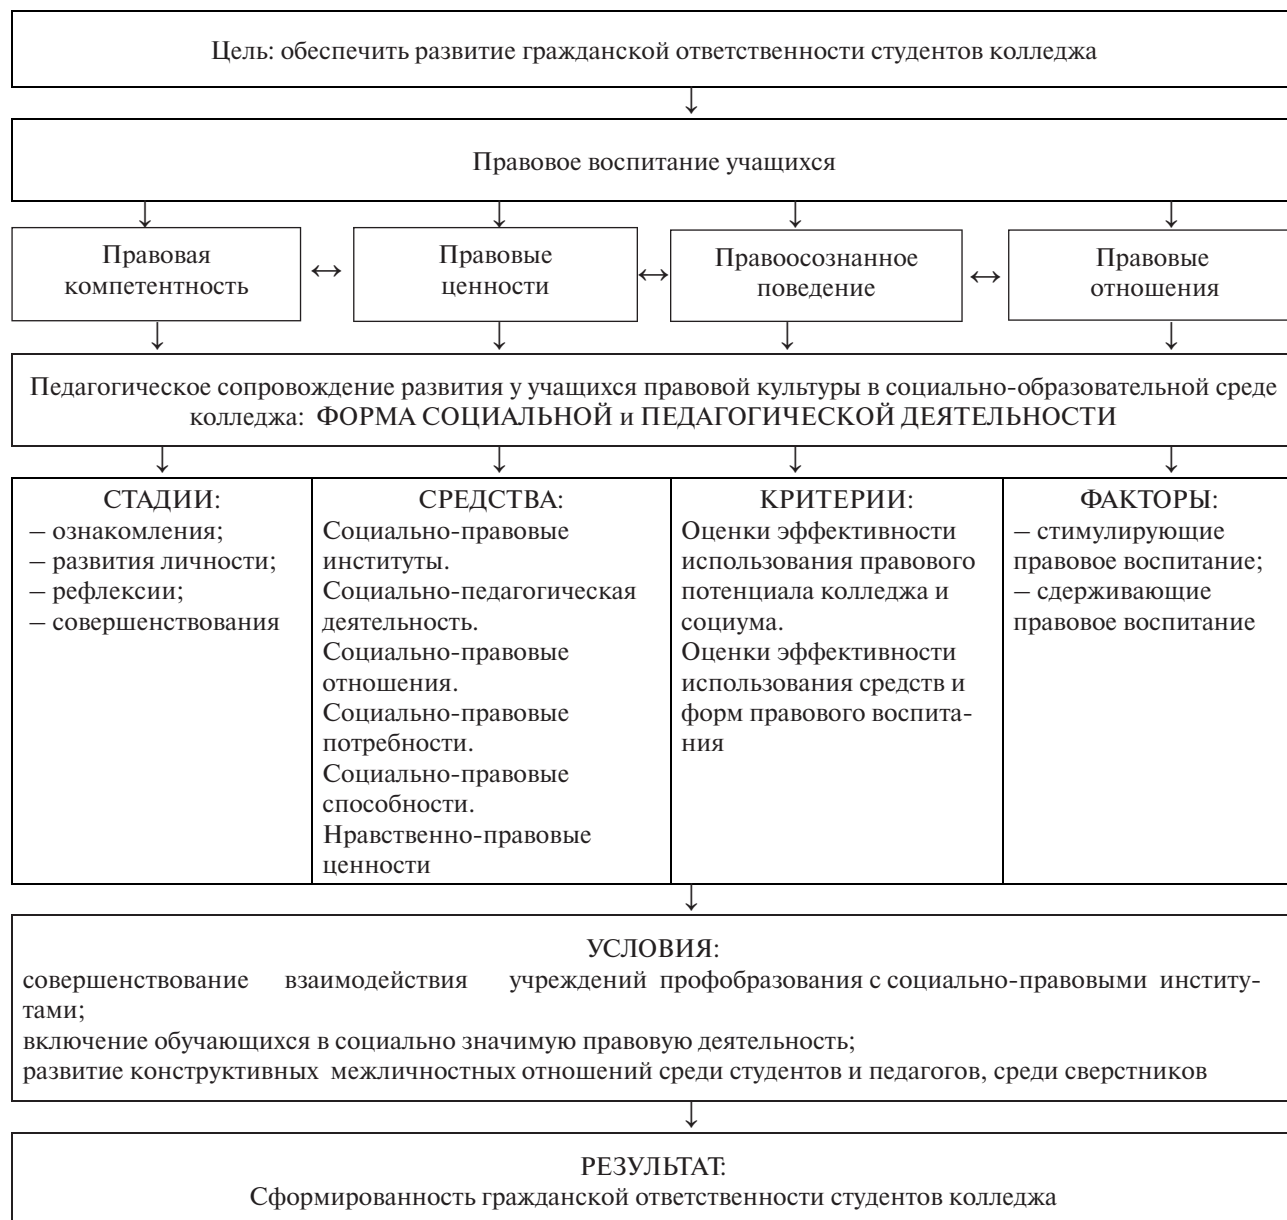 Цель: обеспечить развитие гражданской ответственности студентов колледжа
Правовое воспитание учащихся
Правовая
компетентность
Правовые
ценности
Правоосознанное
поведение
Правовые
отношения
Педагогическое сопровождение развития у учащихся правовой культуры в социально-образовательной среде
колледжа: ФОРМА СОЦИАЛЬНОЙ и ПЕДАГОГИЧЕСКОЙ ДЕЯТЕЛЬНОСТИ
СТАДИИ:
– ознакомления;
– развития личности;
– рефлексии;
– совершенствования
СРЕДСТВА:
Социально-правовые
институты.
Социально-педагогическая
деятельность.
Социально-правовые
отношения.
Социально-правовые
потребности.
Социально-правовые
способности.
Нравственно-правовые
ценности
КРИТЕРИИ:
Оценки эффективности
использования правового
потенциала колледжа и
социума.
Оценки эффективности
использования средств и
форм правового воспита-
ния
ФАКТОРЫ:
– стимулирующие
правовое воспитание;
– сдерживающие
правовое воспитание
УСЛОВИЯ:
совершенствование взаимодействия учреждений профобразования с социально-правовыми институ-
тами;
включение обучающихся в социально значимую правовую деятельность;
развитие конструктивных межличностных отношений среди студентов и педагогов, среди сверстников
РЕЗУЛЬТАТ:
Сформированность гражданской ответственности студентов колледжа